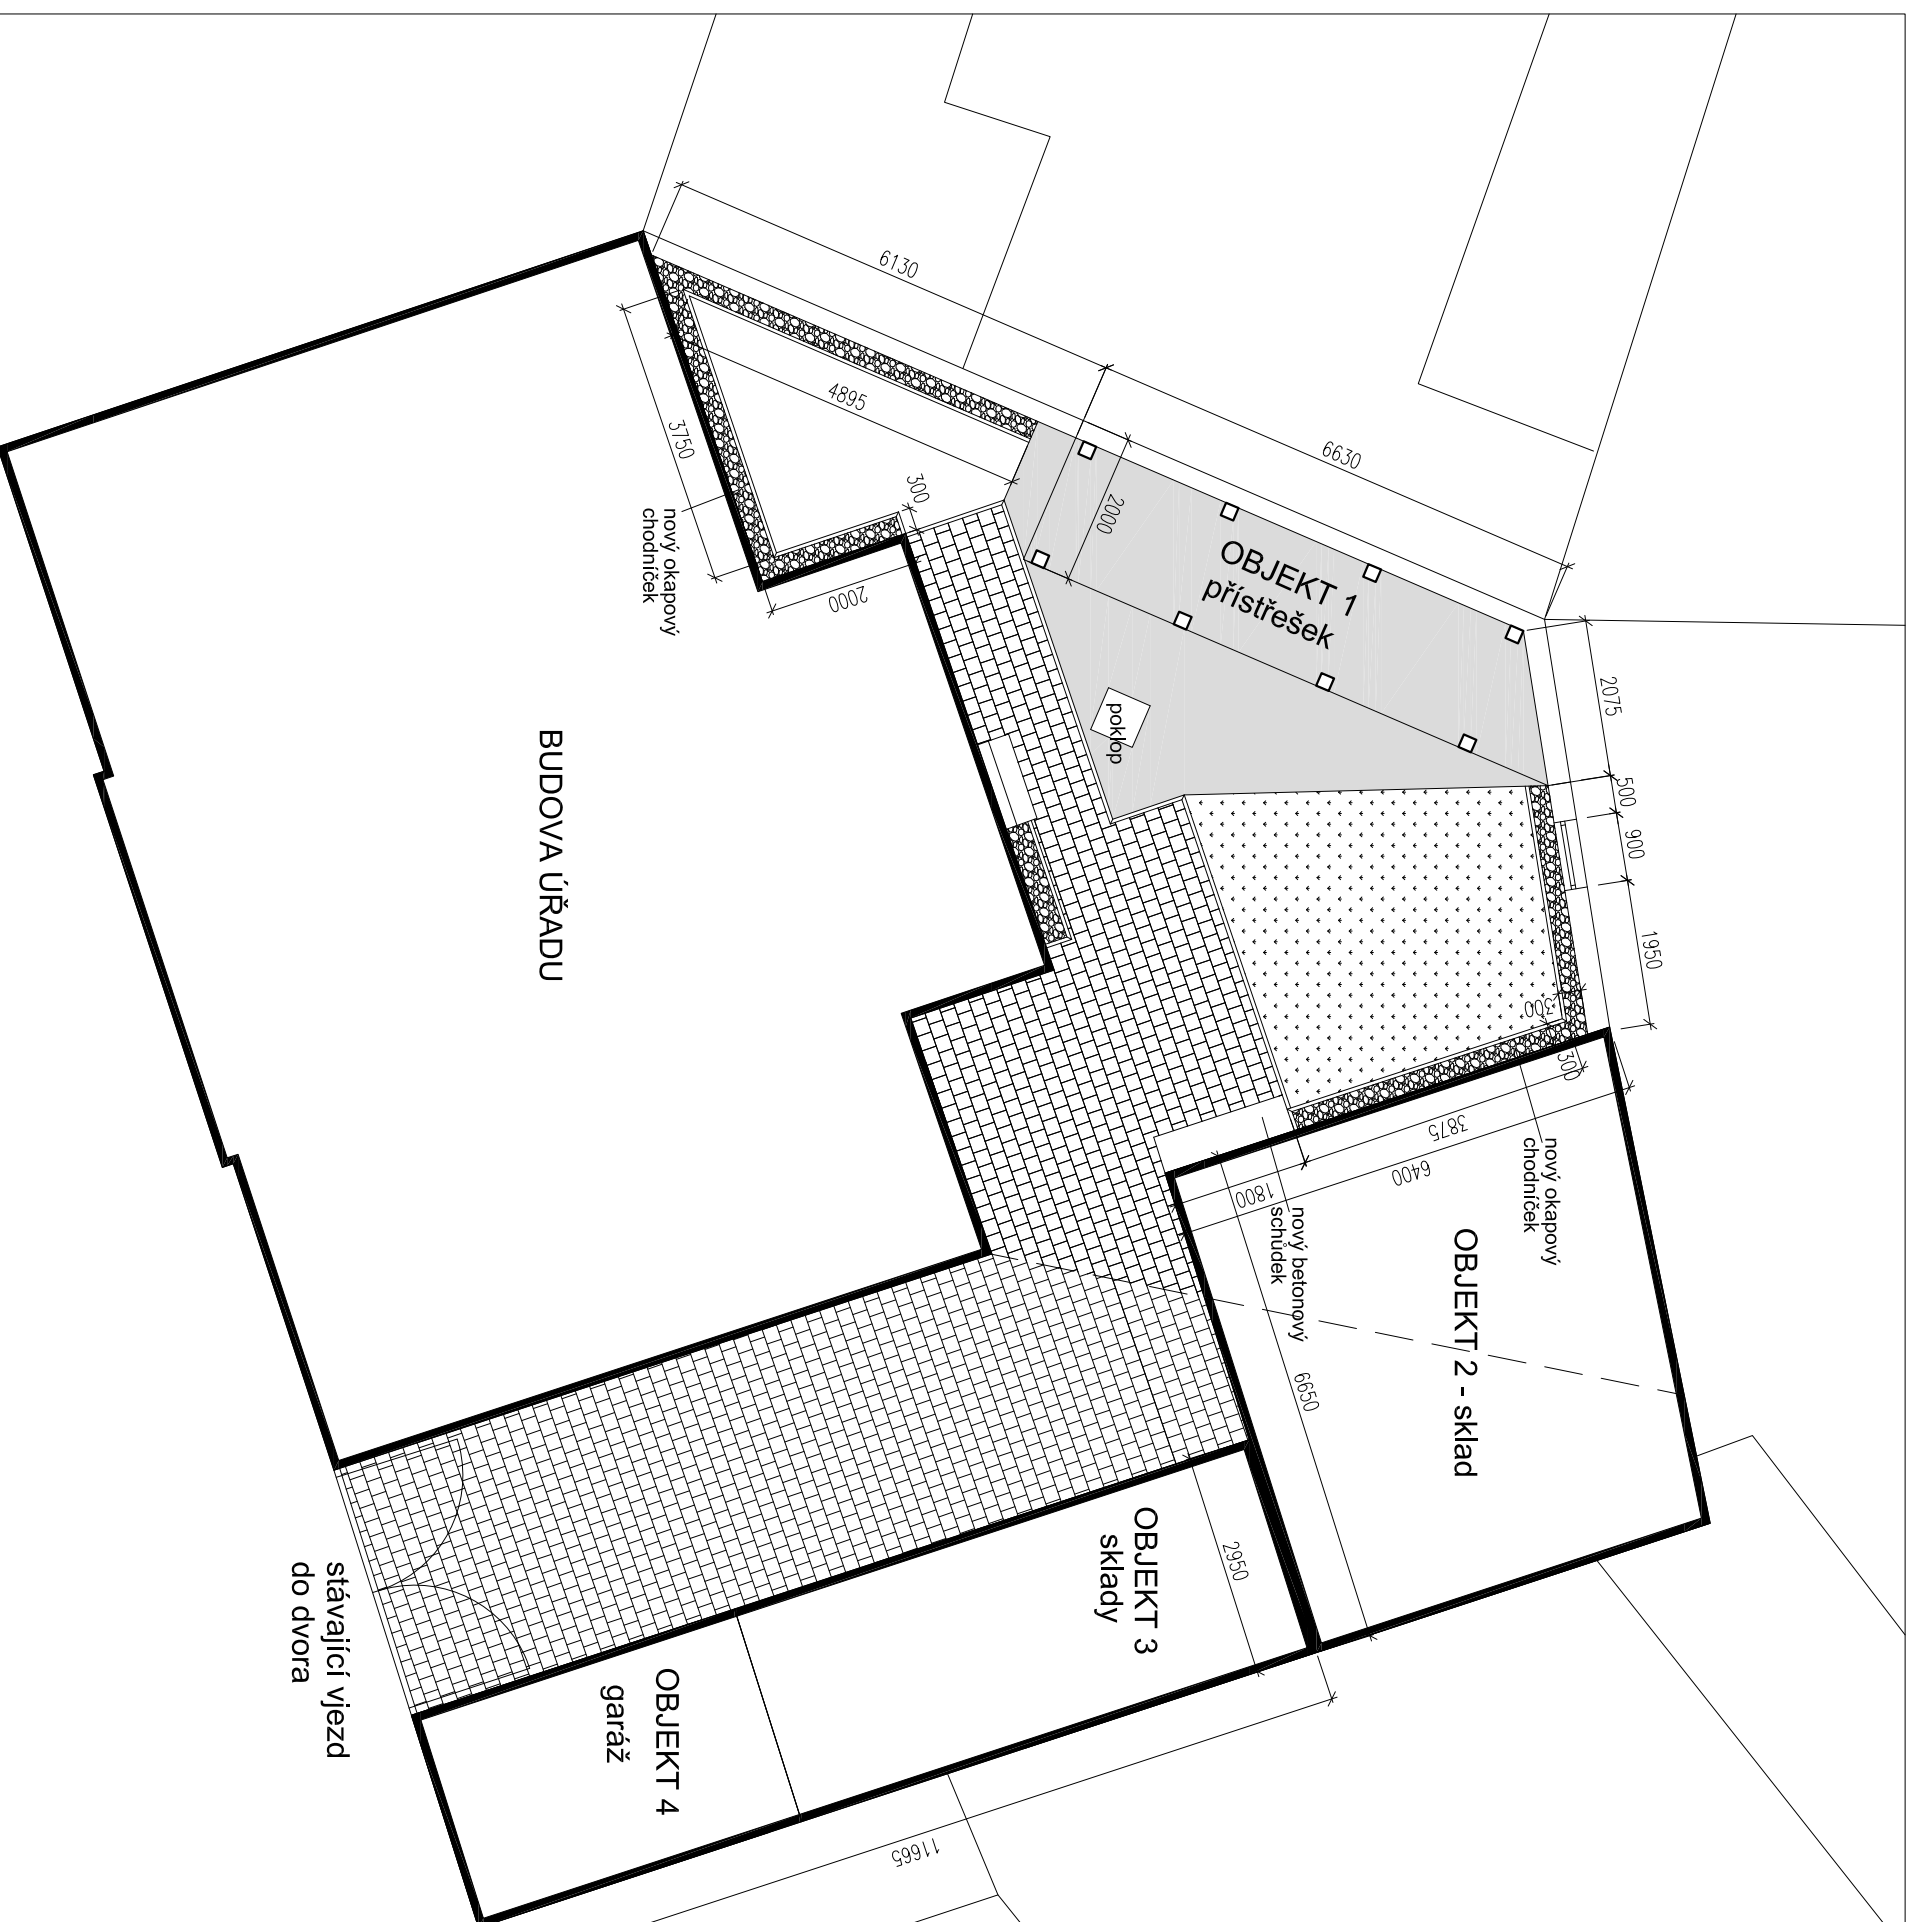 6130
6630
4895
3750
300
2000
nový okapový
chodníček
2000
OBJEKT 1
přístřešek
poklop
2075
500
900
1950
300
300
BUDOVA ÚŘADU
3875
6400
1800
nový okapový
chodníček
nový betonový
schůdek
OBJEKT 2 - sklad
6650
OBJEKT 3
sklady
2950
OBJEKT 4
garáž
stávající vjezd
do dvora
11665